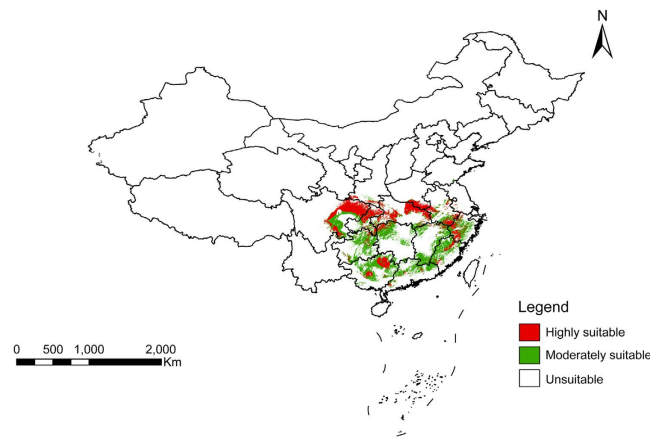 N
Legend
Highly suitable
Moderately suitable
Unsuitable
0 500 1,000 2,000
Km